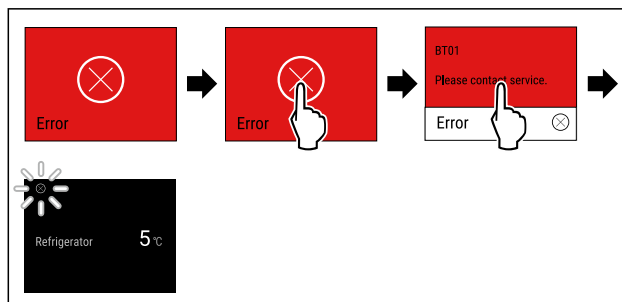 Error
Error
BT01
Please contact service.
Error
Refrigerator 5 °C